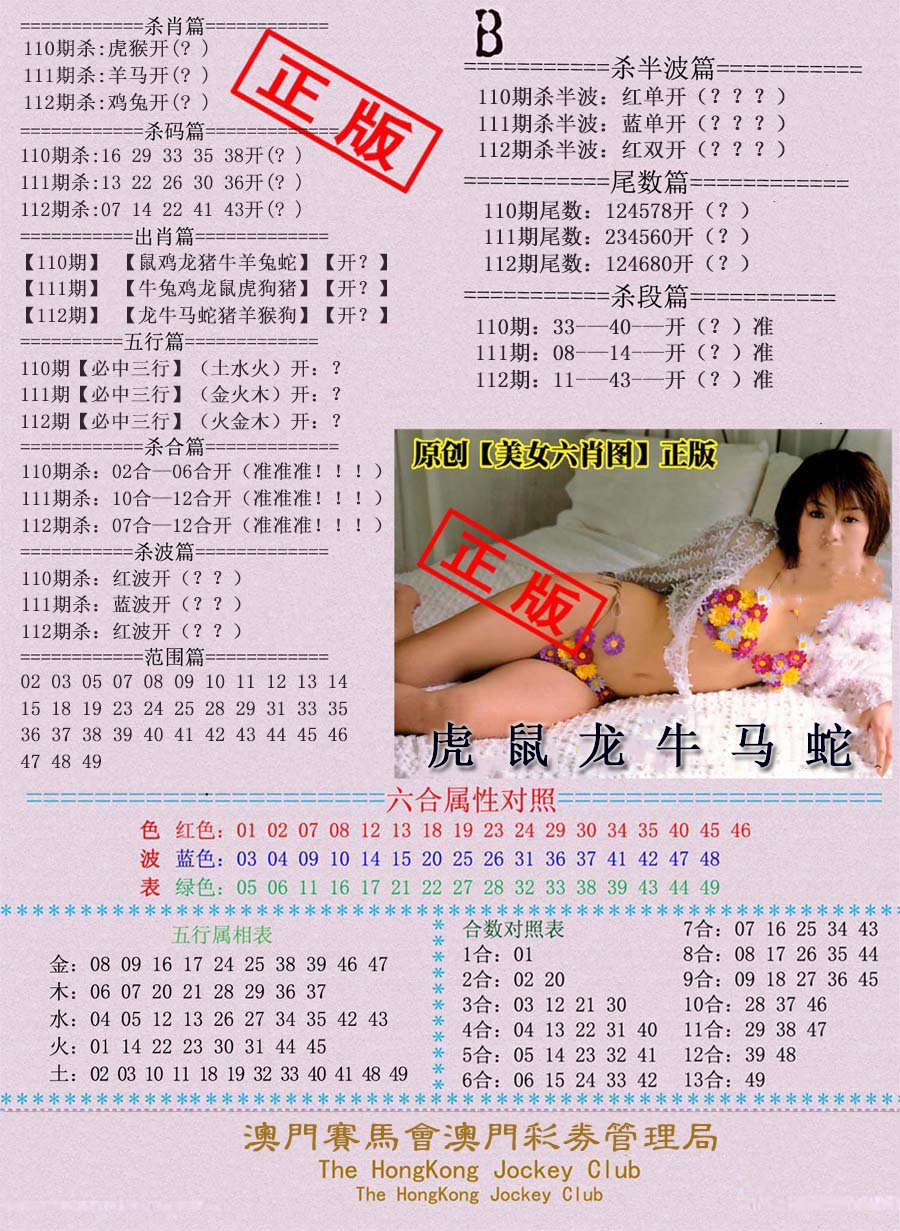 ============杀肖篇============
110期杀:虎猴开(? )
111期杀:羊马开(? )
112期杀:鸡兔开(? )
============杀码篇============
110期杀:16 29 33 35 38开(? )
111期杀:13 22 26 30 36开(? )
112期杀:07 14 22 41 43开(? )
===========出肖篇=============
【110期】 【鼠鸡龙猪牛羊兔蛇】【开? 】
【111期】 【牛兔鸡龙鼠虎狗猪】【开? 】
【112期】 【龙牛马蛇猪羊猴狗】【开? 】
==========五行篇=============
110期【必中三行】（土水火）开：?
111期【必中三行】（金火木）开：?
112期【必中三行】（火金木）开：?
============杀合篇=============
110期杀：02合—06合开（准准准！！！）
111期杀：10合—12合开（准准准！！！）
112期杀：07合—12合开（准准准！！！）
===========杀波篇=============
110期杀：红波开（? ? ）
111期杀：蓝波开（? ? ）
112期杀：红波开（? ? ）
============范围篇============
02 03 05 07 08 09 10 11 12 13 14
15 18 19 23 24 25 28 29 31 33 35
36 37 38 39 40 41 42 43 44 45 46
47 48 49
正版
B
===========杀半波篇===========
110期杀半波：红单开（? ? ? ）
111期杀半波：蓝单开（? ? ? ）
112期杀半波：红双开（? ? ? ）
===========尾数篇============
110期尾数：124578开（? ）
111期尾数：234560开（? ）
112期尾数：124680开（? ）
===========杀段篇===========
110期：33-—40-—开（? ）准
111期：08-—14-—开（? ）准
112期：11-—43-—开（? ）准
原创【美女六肖图】正版
正版
虎 鼠 龙 牛 马 蛇
=======================六合属性对照=====================
色 红色：01 02 07 08 12 13 18 19 23 24 29 30 34 35 40 45 46
波 蓝色：03 04 09 10 14 15 20 25 26 31 36 37 41 42 47 48
表 绿色：05 06 11 16 17 21 22 27 28 32 33 38 39 43 44 49
五行属相表
金：08 09 16 17 24 25 38 39 46 47
木：06 07 20 21 28 29 36 37
水：04 05 12 13 26 27 34 35 42 43
火：01 14 22 23 30 31 44 45
土：02 03 10 11 18 19 32 33 40 41 48 49
合数对照表
1合：01
2合：02 20
3合：03 12 21 30
4合：04 13 22 31 40
5合：05 14 23 32 41
6合：06 15 24 33 42
7合：07 16 25 34 43
8合：08 17 26 35 44
9合：09 18 27 36 45
10合：28 37 46
11合：29 38 47
12合：39 48
13合：49
澳門賽馬會澳門彩券管理局
The HongKong Jockey Club
The HongKong Jockey Club